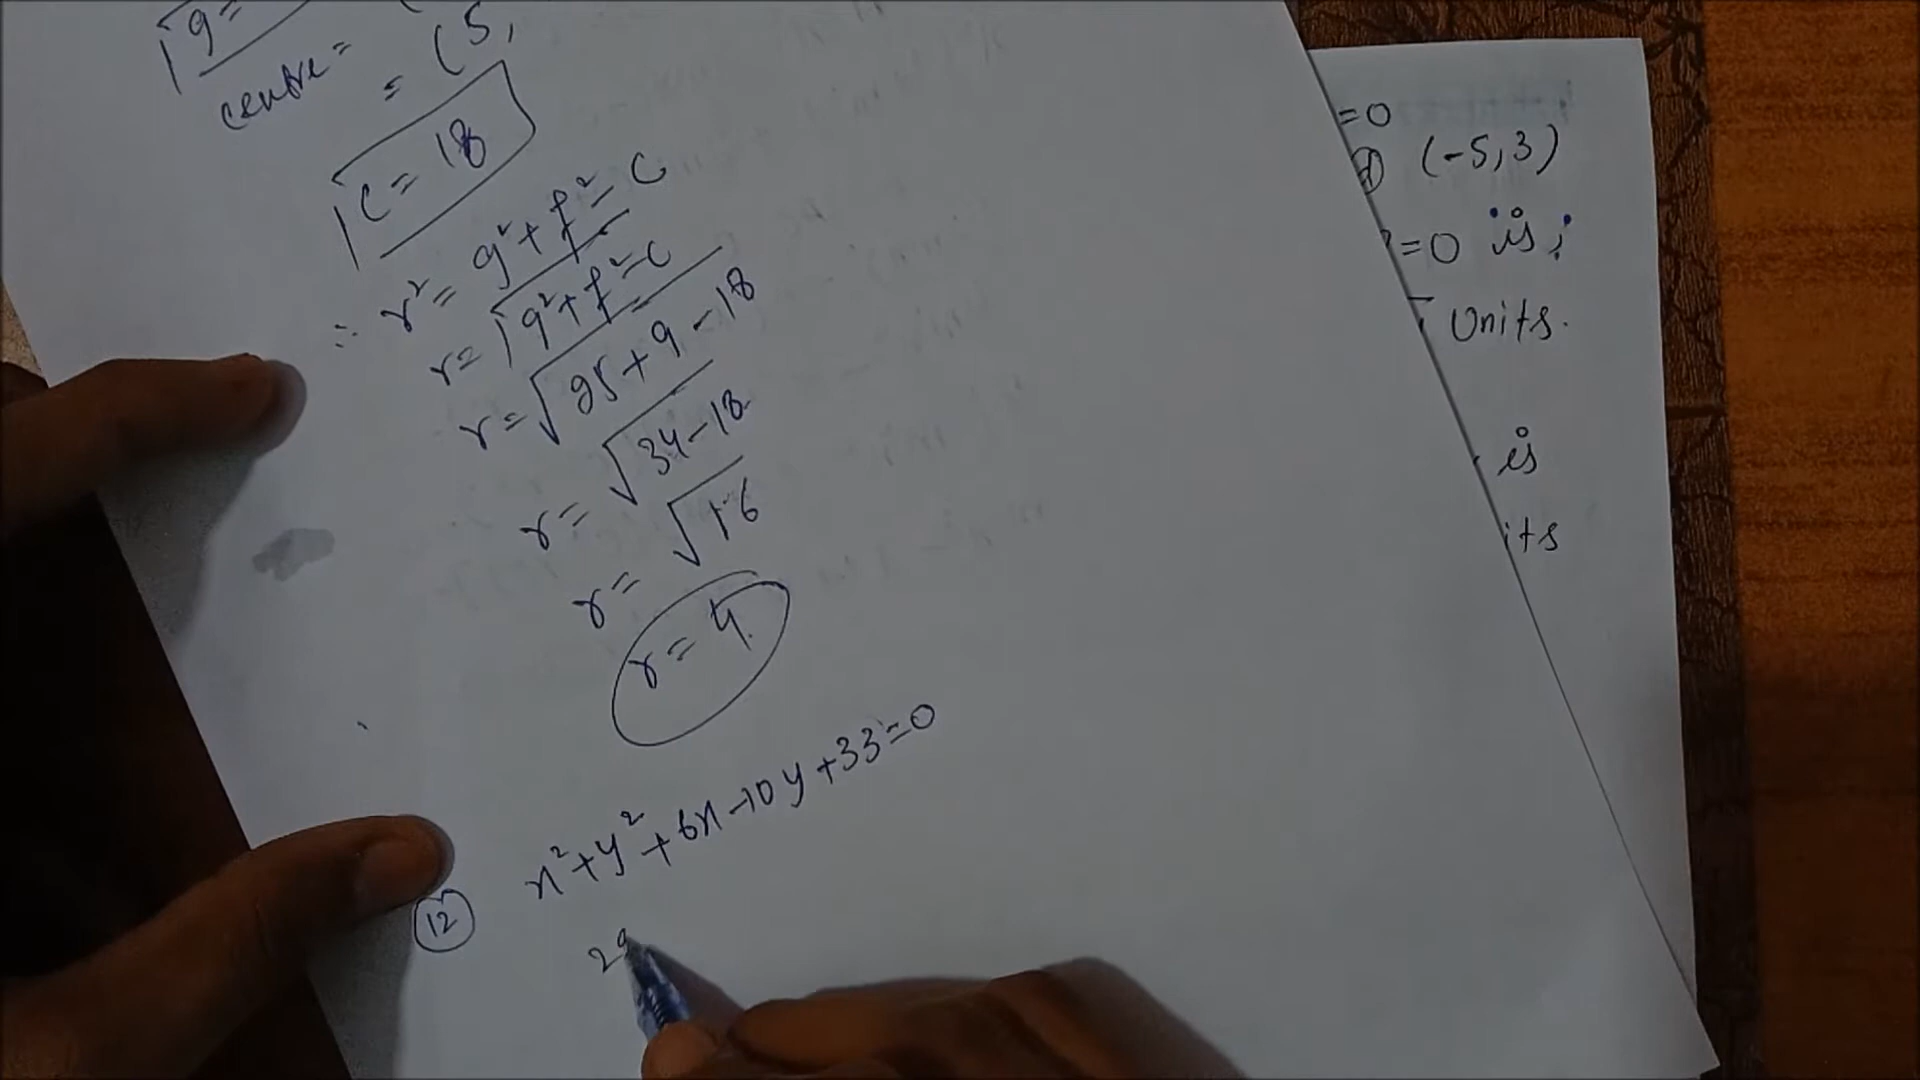 g=
centre =
= (5,
C = 18
∴ r² = g²+f²-C
r = √g²+f²-C
r = √25+9-18
r = √34-18
r = √16
r = 4.
(12) x²+y²+6x-10y+33=0
2g
=0
(d) (-5,3)
=0 is ;
Units.
is
its